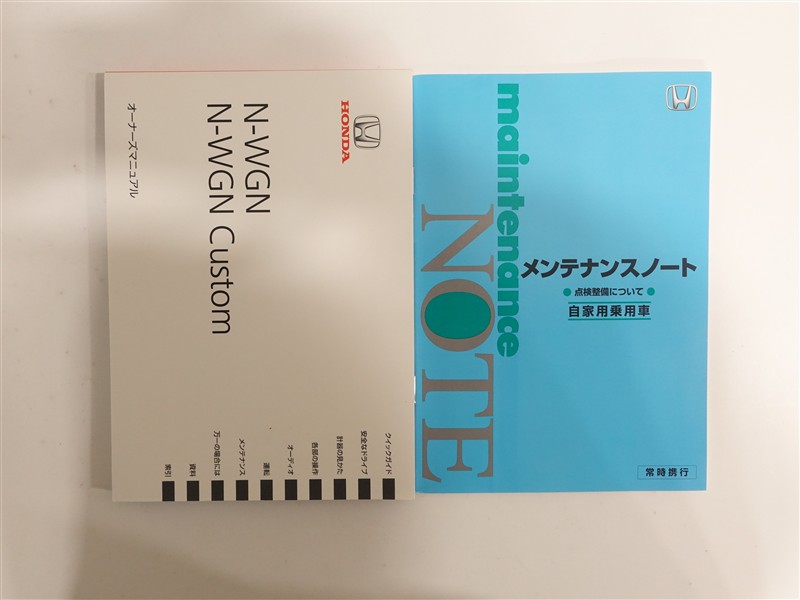 HONDA
N-WGN
N-WGN Custom
オーナーズマニュアル
クイックガイド
安全なドライブ
計器の見かた
各部の操作
オーディオ
運転
メンテナンス
万一の場合には
資料
索引
maintenance
NOTE
メンテナンスノート
点検整備について
自家用乗用車
常時携行